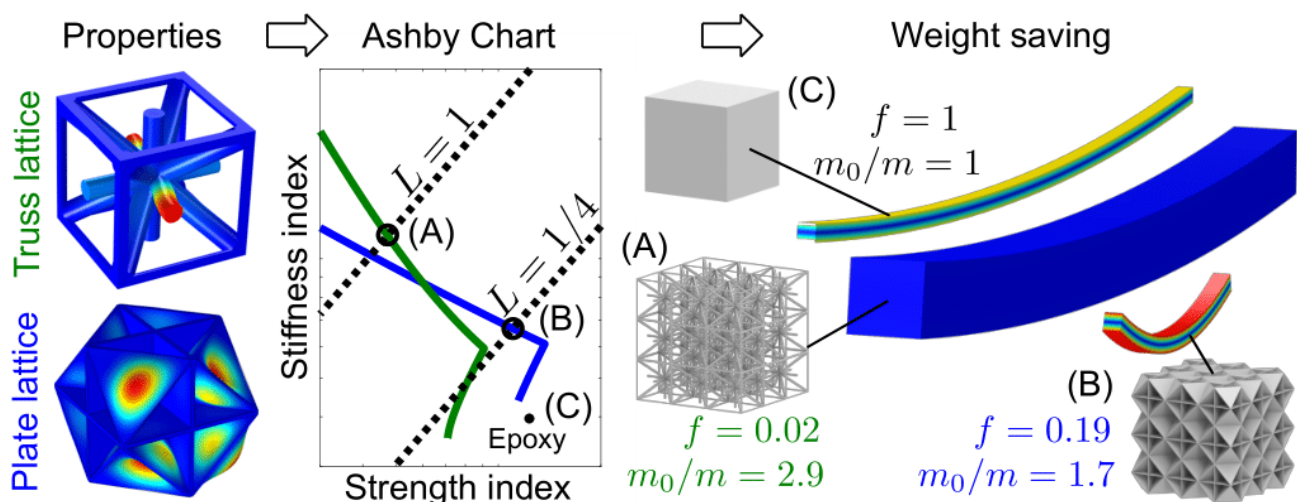 Properties
Ashby Chart
Weight saving
Truss lattice
Plate lattice
Stiffness index
Strength index
L = 1
L = 1/4
(A)
(B)
(C)
Epoxy
(C)
f = 1
m₀/m = 1
(A)
f = 0.02
m₀/m = 2.9
(B)
f = 0.19
m₀/m = 1.7